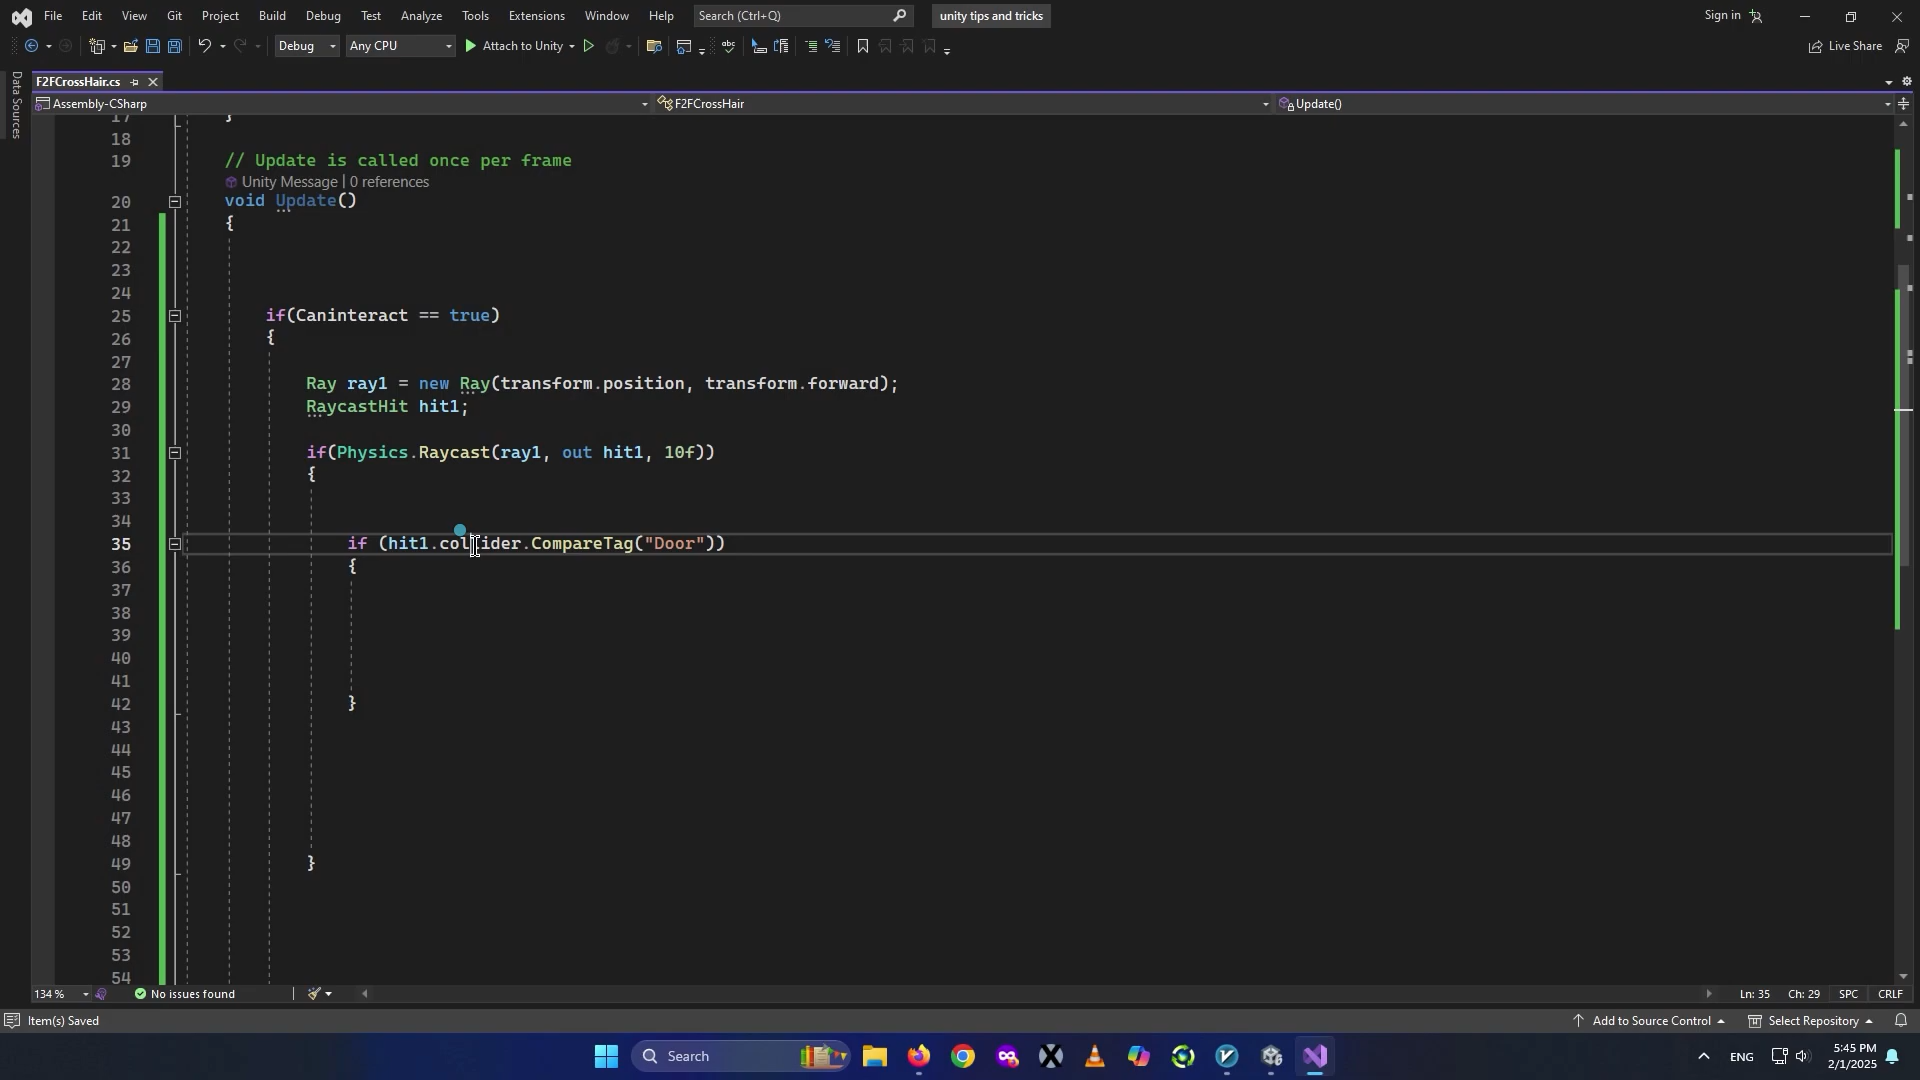 File Edit View Git Project Build Debug Test Analyze Tools Extensions Window Help Search (Ctrl+Q) unity tips and tricks Sign in
Debug Any CPU Attach to Unity Live Share
Data Sources
F2FCrossHair.cs
Assembly-CSharp F2FCrossHair Update()
17 }
18
19 // Update is called once per frame
Unity Message | 0 references
20 void Update()
21 {
22
23
24
25 if(Caninteract == true)
26 {
27
28 Ray ray1 = new Ray(transform.position, transform.forward);
29 RaycastHit hit1;
30
31 if(Physics.Raycast(ray1, out hit1, 10f))
32 {
33
34
35 if (hit1.collider.CompareTag("Door"))
36 {
37
38
39
40
41
42 }
43
44
45
46
47
48
49 }
50
51
52
53
54
134 % No issues found Ln: 35 Ch: 29 SPC CRLF
Item(s) Saved Add to Source Control Select Repository
Search ENG 5:45 PM
2/1/2025